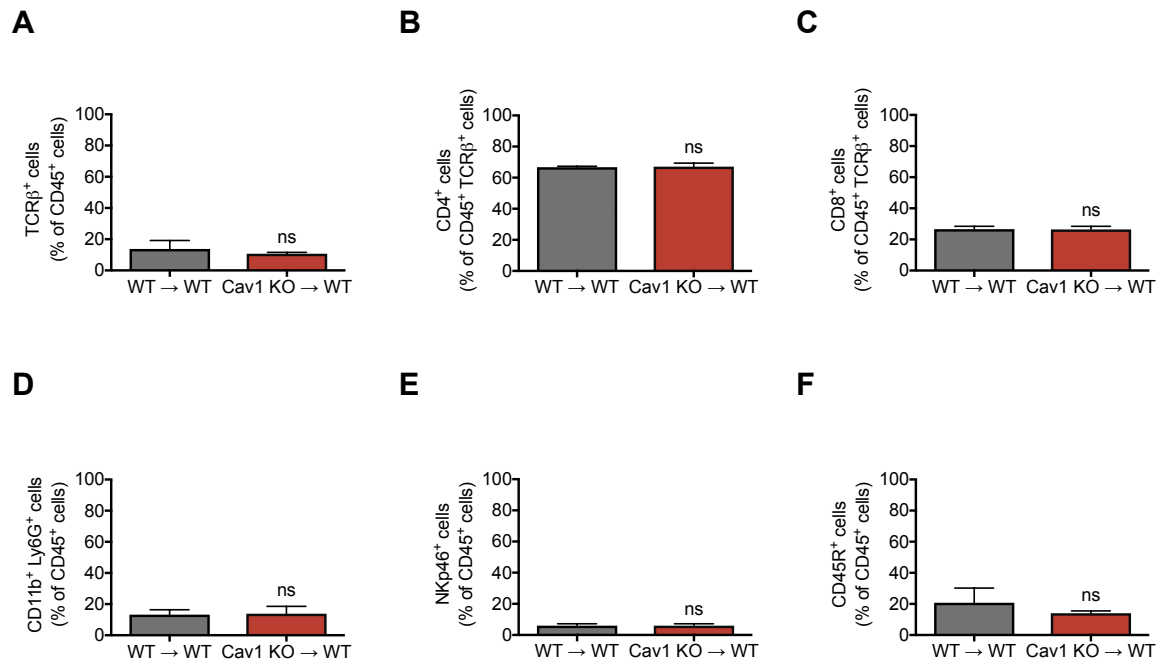 A
TCRβ⁺ cells
(% of CD45⁺ cells)
100
80
60
40
20
0
ns
WT → WT
Cav1 KO → WT
B
CD4⁺ cells
(% of CD45⁺ TCRβ⁺ cells)
100
80
60
40
20
0
ns
WT → WT
Cav1 KO → WT
C
CD8⁺ cells
(% of CD45⁺ TCRβ⁺ cells)
100
80
60
40
20
0
ns
WT → WT
Cav1 KO → WT
D
CD11b⁺ Ly6G⁺ cells
(% of CD45⁺ cells)
100
80
60
40
20
0
ns
WT → WT
Cav1 KO → WT
E
NKp46⁺ cells
(% of CD45⁺ cells)
100
80
60
40
20
0
ns
WT → WT
Cav1 KO → WT
F
CD45R⁺ cells
(% of CD45⁺ cells)
100
80
60
40
20
0
ns
WT → WT
Cav1 KO → WT